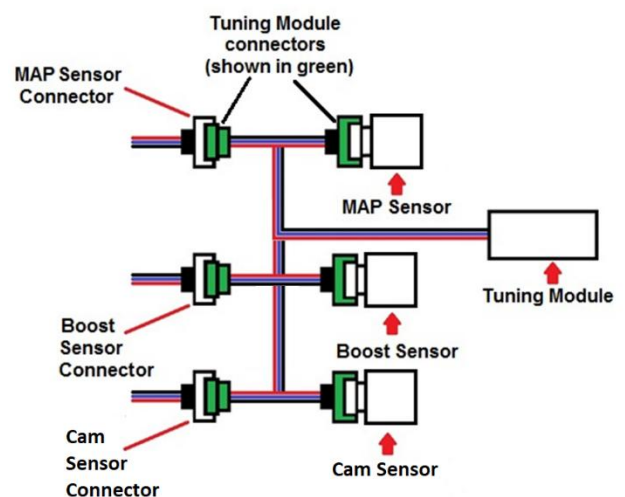 Tuning Module
connectors
(shown in green)
MAP Sensor
Connector
MAP Sensor
Tuning Module
Boost
Sensor
Connector
Boost Sensor
Cam
Sensor
Connector
Cam Sensor